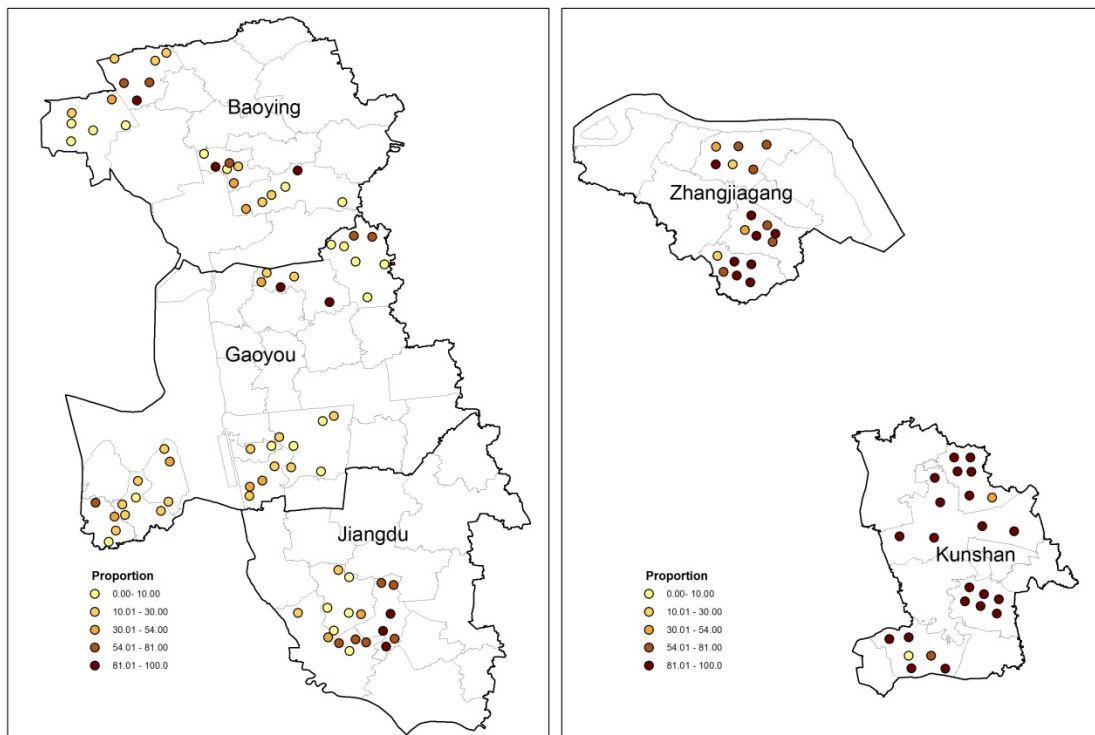 Baoying
Gaoyou
Jiangdu
Proportion
0.00- 10.00
10.01 - 30.00
30.01 - 54.00
54.01 - 81.00
81.01 - 100.0
Zhangjiagang
Kunshan
Proportion
0.00- 10.00
10.01 - 30.00
30.01 - 54.00
54.01 - 81.00
81.01 - 100.0